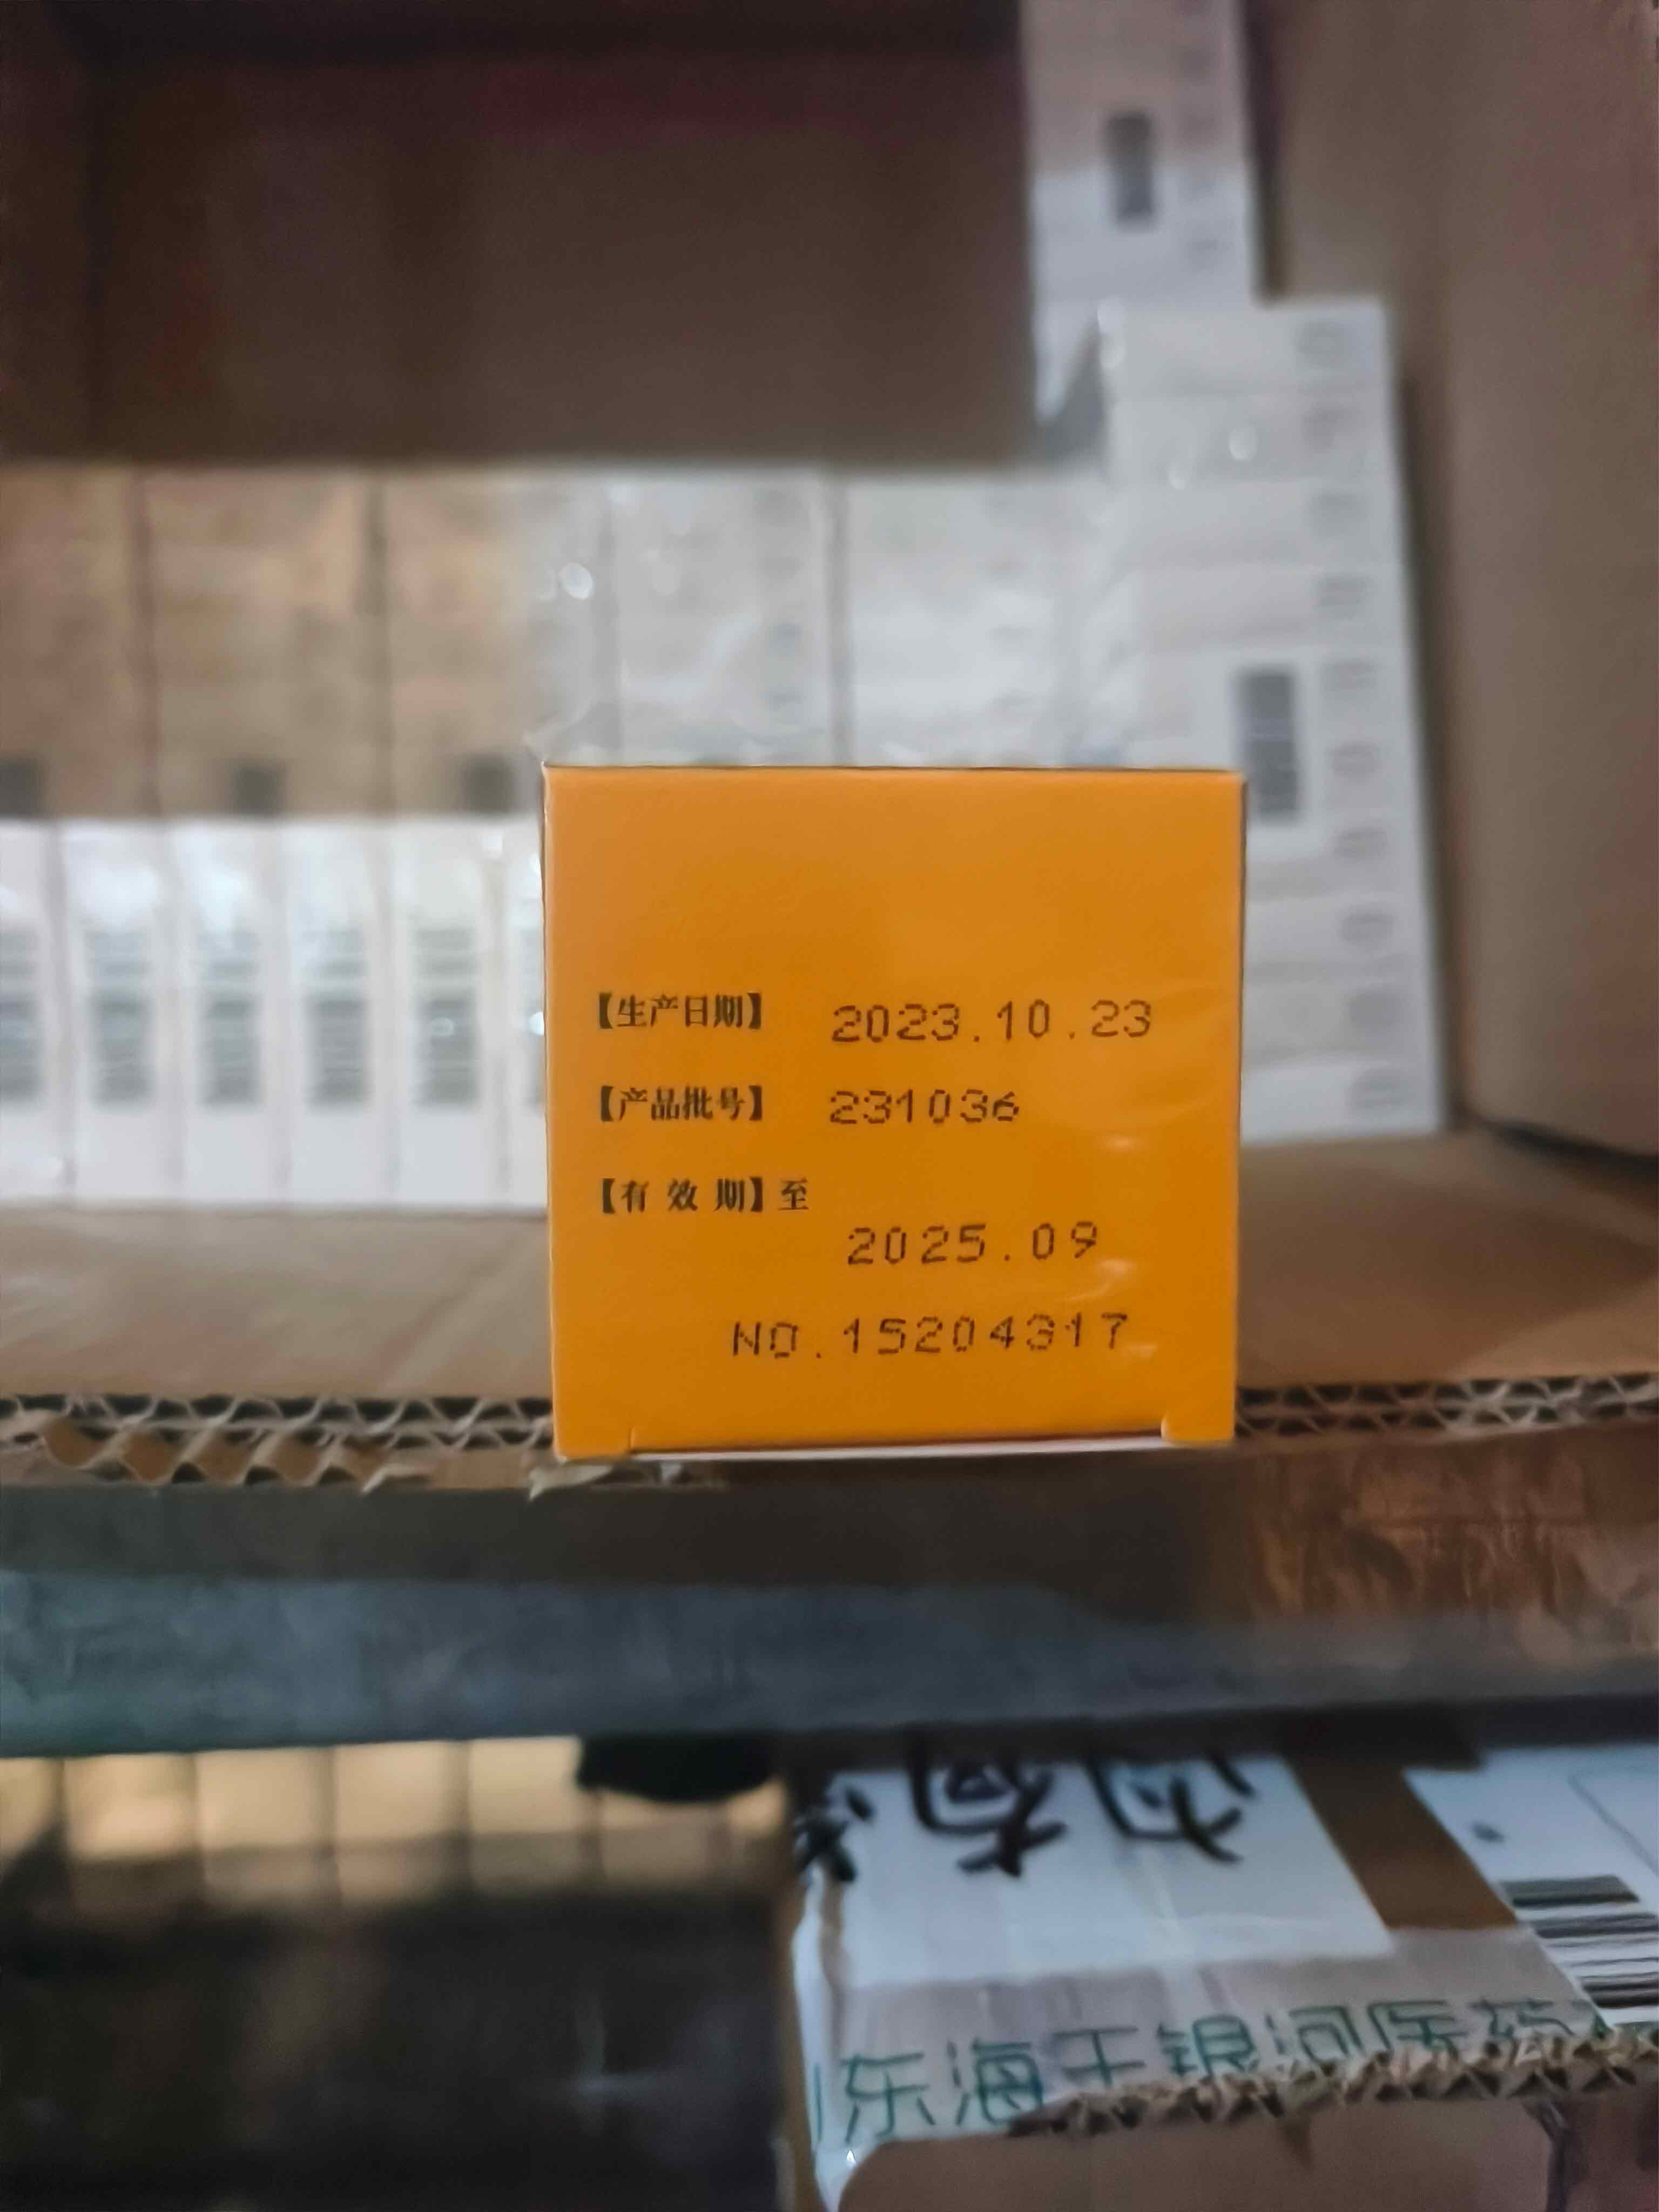 【生产日期】 2023.10.23
【产品批号】 231036
【有 效 期】至
2025.09
NO.15204317
东海王银河医药